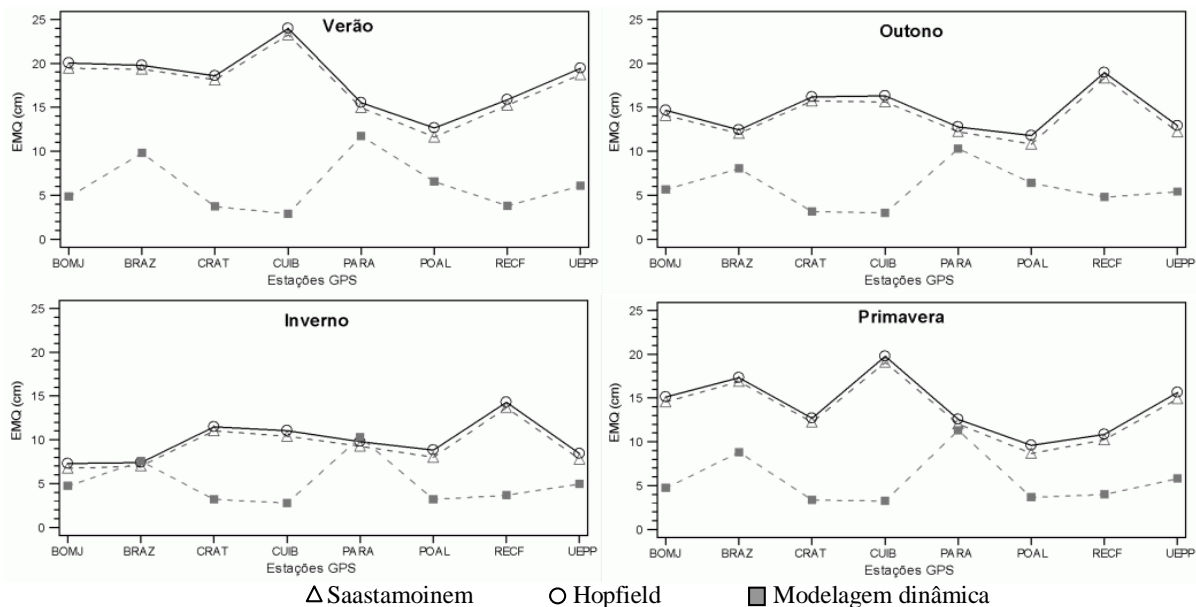 Verão
EMQ (cm)
25
20
15
10
5
0
BOMJ BRAZ CRAT CUIB PARA POAL RECF UEPP
Estações GPS
Outono
EMQ (cm)
25
20
15
10
5
0
BOMJ BRAZ CRAT CUIB PARA POAL RECF UEPP
Estações GPS
Inverno
EMQ (cm)
25
20
15
10
5
0
BOMJ BRAZ CRAT CUIB PARA POAL RECF UEPP
Estações GPS
Primavera
EMQ (cm)
25
20
15
10
5
0
BOMJ BRAZ CRAT CUIB PARA POAL RECF UEPP
Estações GPS
Saastamoinem Hopfield Modelagem dinâmica